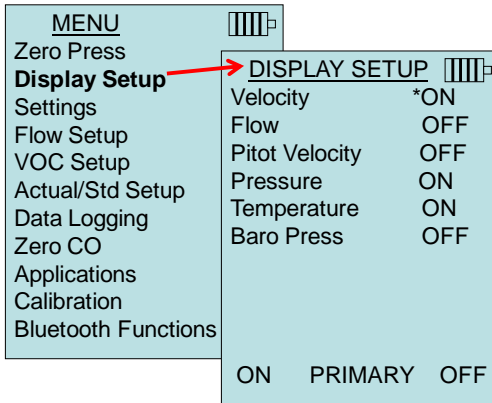 MENU
Zero Press
Display Setup
Settings
Flow Setup
VOC Setup
Actual/Std Setup
Data Logging
Zero CO
Applications
Calibration
Bluetooth Functions
DISPLAY SETUP
Velocity *ON
Flow OFF
Pitot Velocity OFF
Pressure ON
Temperature ON
Baro Press OFF
ON PRIMARY OFF